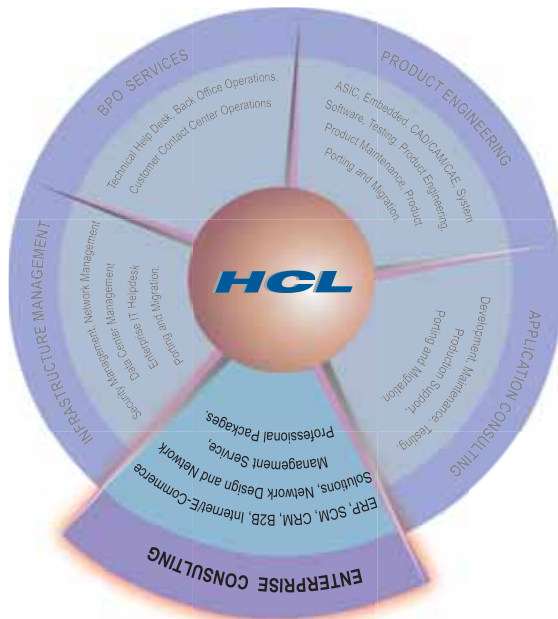 HCL
BPO SERVICES
Technical Help Desk, Back Office Operations,
Customer Contact Center Operations
PRODUCT ENGINEERING
ASIC, Embedded, CAD/CAM/CAE, System
Software, Testing, Product Engineering,
Product Maintenance, Product
Porting and Migration.
APPLICATION CONSULTING
Development, Maintenance, Testing,
Production Support,
Porting and Migration,
ENTERPRISE CONSULTING
ERP, SCM, CRM, B2B, Internet/E-Commerce
Solutions, Network Design and Network
Management Service,
Professional Packages.
INFRASTRUCTURE MANAGEMENT
Security Management, Network Management
Data Center Management
Enterprise IT Helpdesk
Porting and Migration.